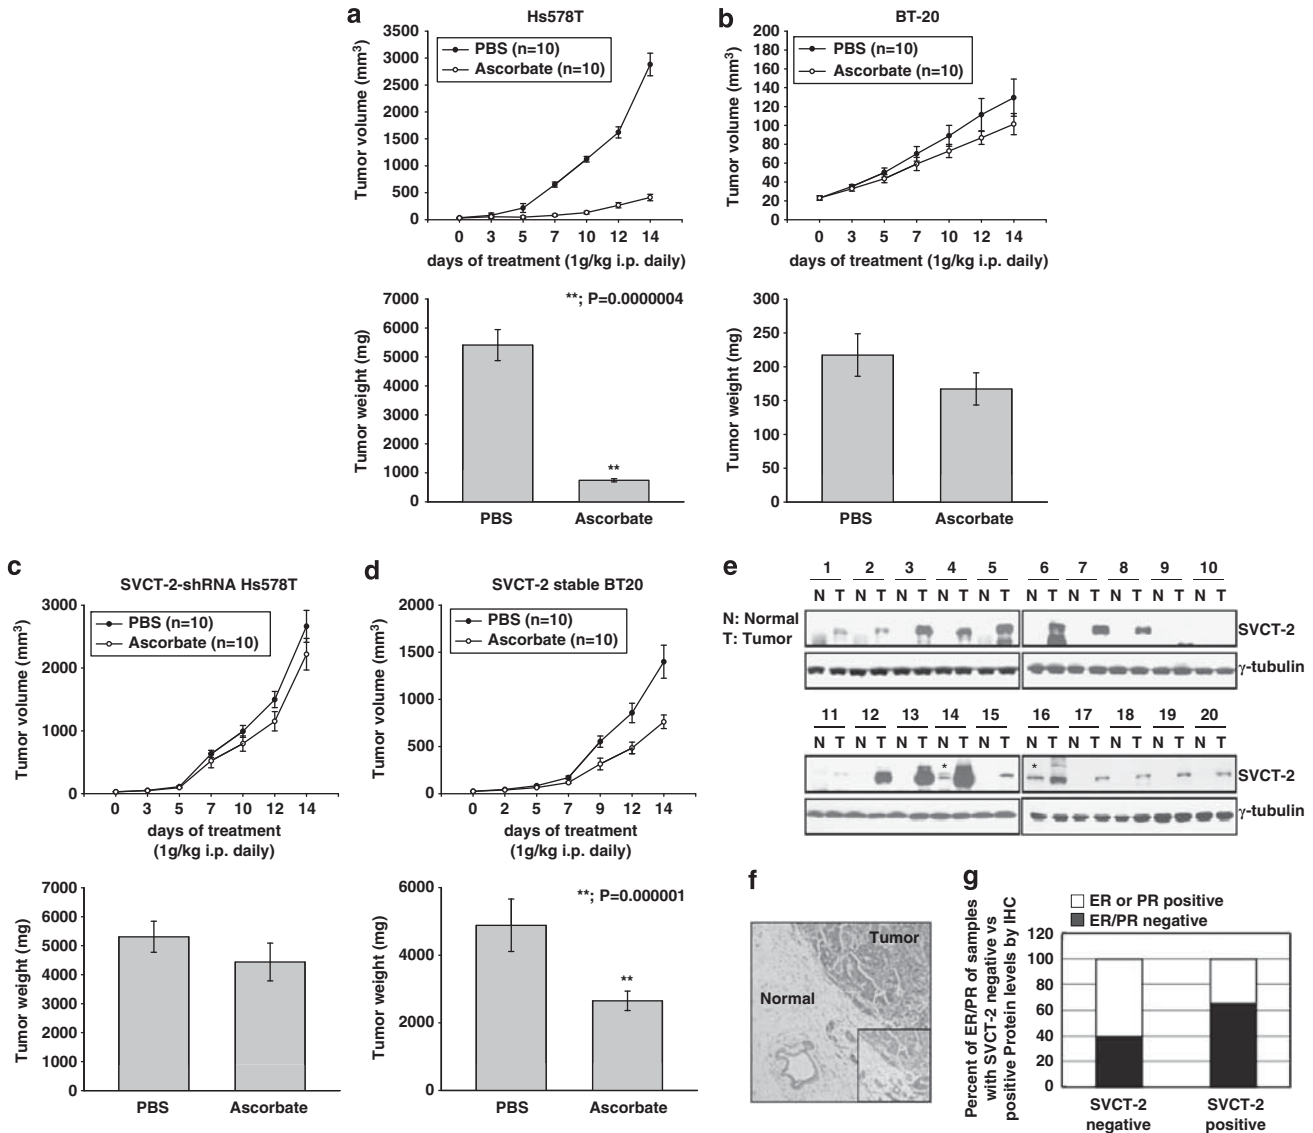 a
Hs578T
Tumor volume (mm3)
3500
3000
2500
2000
1500
1000
500
0
PBS (n=10)
Ascorbate (n=10)
0 3 5 7 10 12 14
days of treatment (1g/kg i.p. daily)
Tumor weight (mg)
7000
6000
5000
4000
3000
2000
1000
0
**; P=0.0000004
**
PBS Ascorbate
b
BT-20
Tumor volume (mm3)
200
180
160
140
120
100
80
60
40
20
0
PBS (n=10)
Ascorbate (n=10)
0 3 5 7 10 12 14
days of treatment (1g/kg i.p. daily)
Tumor weight (mg)
300
250
200
150
100
50
0
PBS Ascorbate
c
SVCT-2-shRNA Hs578T
Tumor volume (mm3)
3000
2000
1000
0
PBS (n=10)
Ascorbate (n=10)
0 3 5 7 10 12 14
days of treatment
(1g/kg i.p. daily)
Tumor weight (mg)
7000
6000
5000
4000
3000
2000
1000
0
PBS Ascorbate
d
SVCT-2 stable BT20
Tumor volume (mm3)
2000
1500
1000
500
0
PBS (n=10)
Ascorbate (n=10)
0 2 5 7 9 12 14
days of treatment
(1g/kg i.p. daily)
Tumor weight (mg)
6000
4000
2000
0
**; P=0.000001
**
PBS Ascorbate
e
1 2 3 4 5 6 7 8 9 10
N T N T N T N T N T N T N T N T N T N T
N: Normal
T: Tumor
SVCT-2
γ-tubulin
11 12 13 14 15 16 17 18 19 20
N T N T N T N T N T N T N T N T N T N T
* *
SVCT-2
γ-tubulin
f
Tumor
Normal
g
ER or PR positive
ER/PR negative
Percent of ER/PR of samples
with SVCT-2 negative vs
positive Protein levels by IHC
120
100
80
60
40
20
0
SVCT-2
negative
SVCT-2
positive